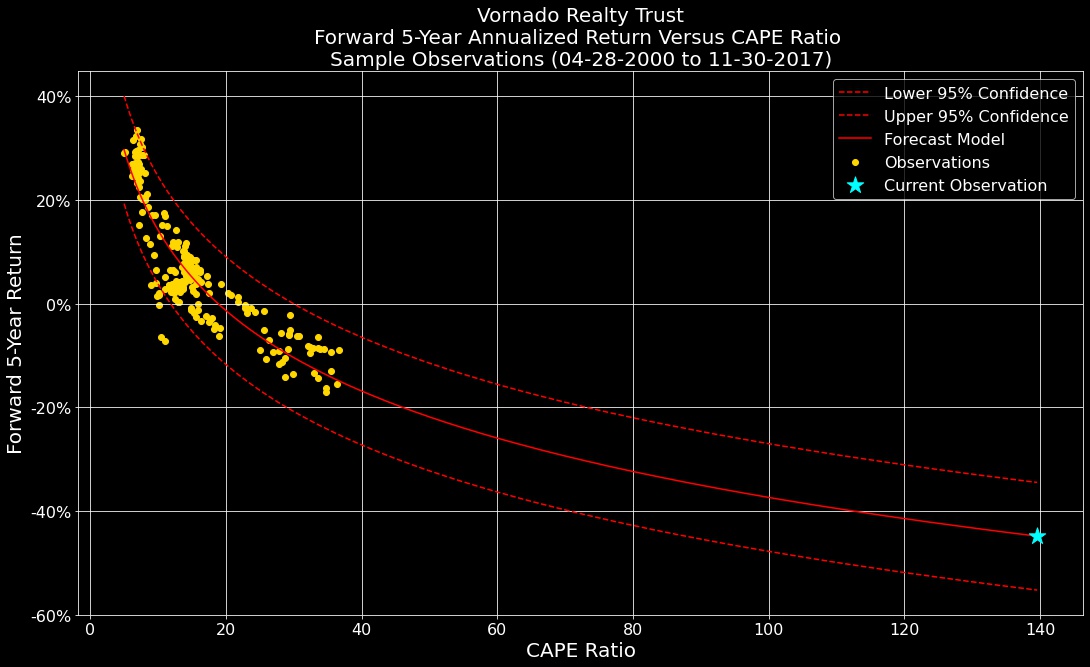 Vornado Realty Trust
Forward 5-Year Annualized Return Versus CAPE Ratio
Sample Observations (04-28-2000 to 11-30-2017)
Lower 95% Confidence
Upper 95% Confidence
Forecast Model
Observations
Current Observation
Forward 5-Year Return
40%
20%
0%
-20%
-40%
-60%
0 20 40 60 80 100 120 140
CAPE Ratio